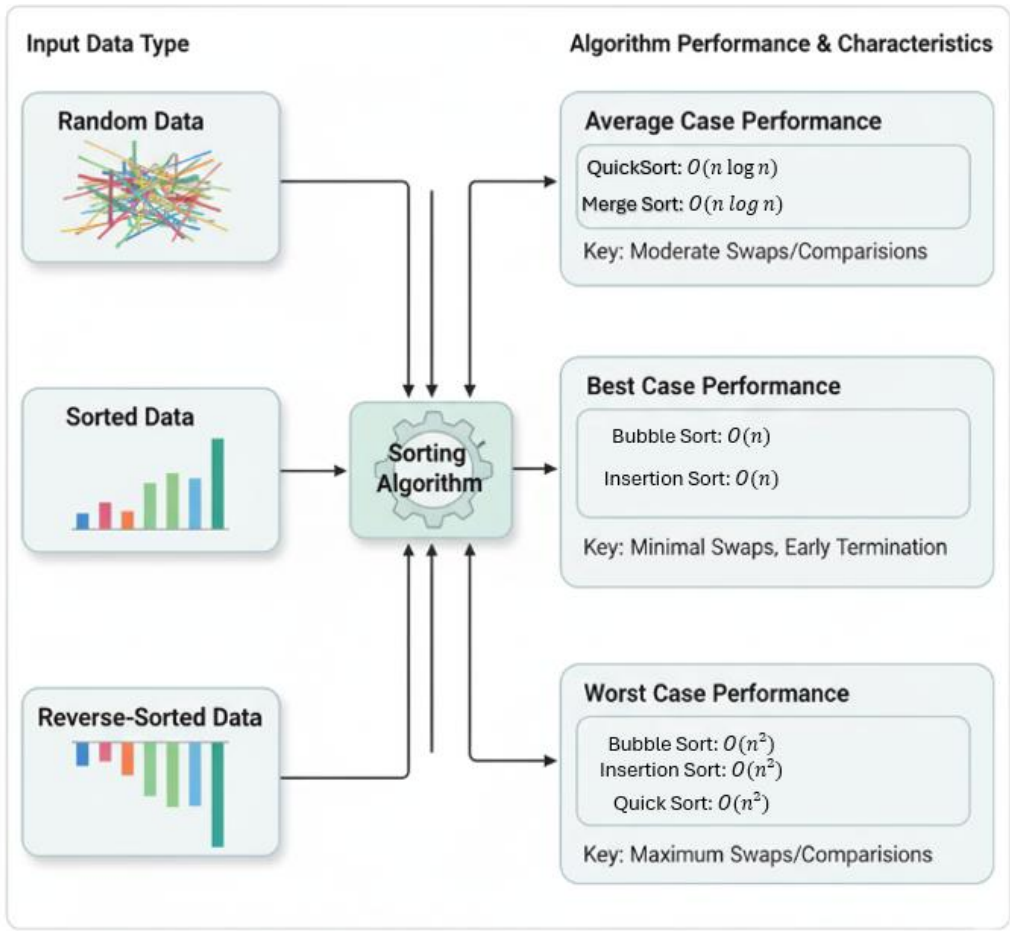 Input Data Type
Algorithm Performance & Characteristics
Random Data
Average Case Performance
QuickSort: O(n log n)
Merge Sort: O(n log n)
Key: Moderate Swaps/Comparisions
Sorted Data
Sorting
Algorithm
Best Case Performance
Bubble Sort: O(n)
Insertion Sort: O(n)
Key: Minimal Swaps, Early Termination
Reverse-Sorted Data
Worst Case Performance
Bubble Sort: O(n²)
Insertion Sort: O(n²)
Quick Sort: O(n²)
Key: Maximum Swaps/Comparisions